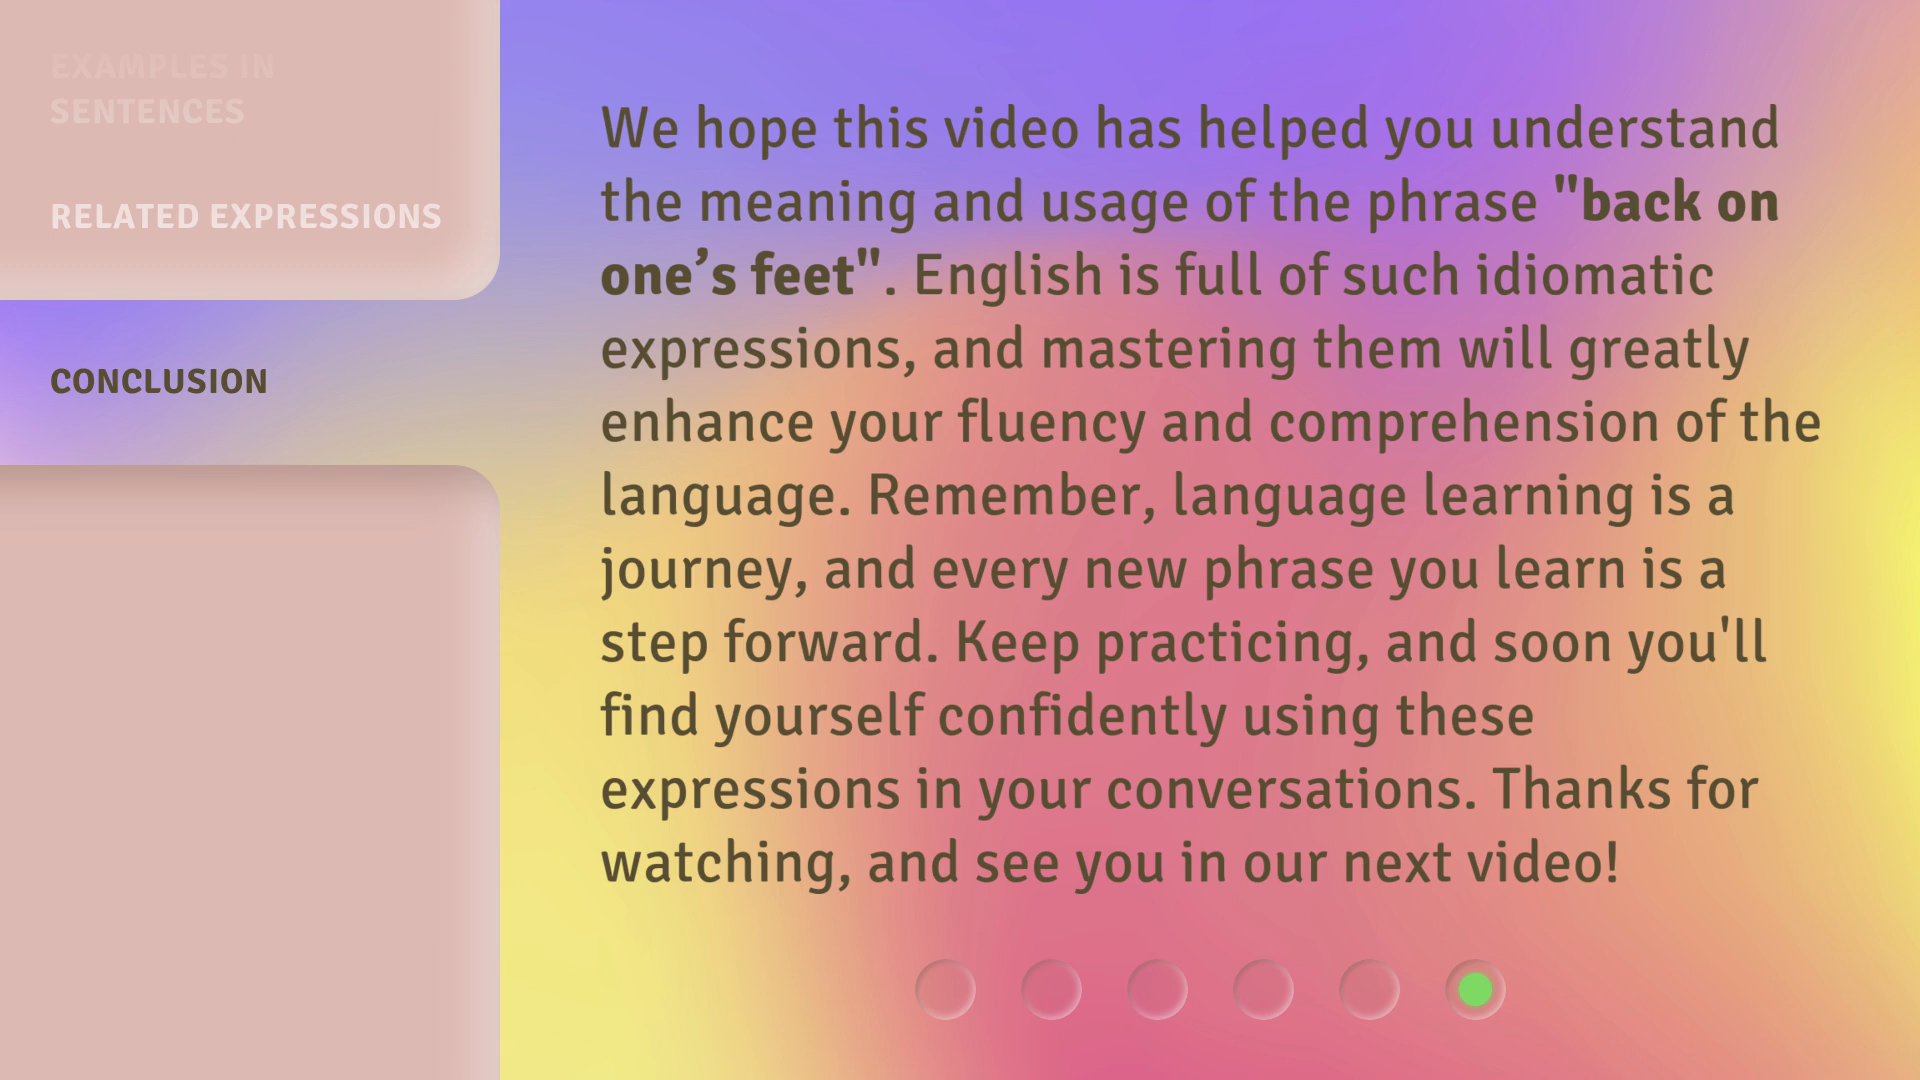 EXAMPLES IN
SENTENCES
RELATED EXPRESSIONS
CONCLUSION
We hope this video has helped you understand
the meaning and usage of the phrase "back on
one’s feet". English is full of such idiomatic
expressions, and mastering them will greatly
enhance your fluency and comprehension of the
language. Remember, language learning is a
journey, and every new phrase you learn is a
step forward. Keep practicing, and soon you'll
find yourself confidently using these
expressions in your conversations. Thanks for
watching, and see you in our next video!